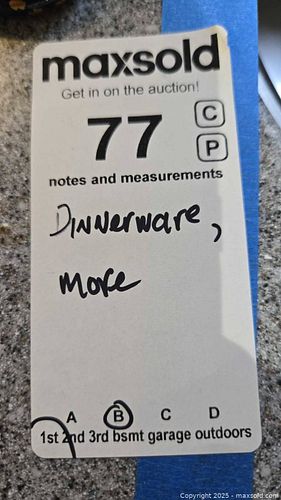 maxsold
Get in on the auction!
77
C
P
notes and measurements
Dinnerware,
more
A B C D
1st 2nd 3rd bsmt garage outdoors
Copyright 2025 - maxsold.com